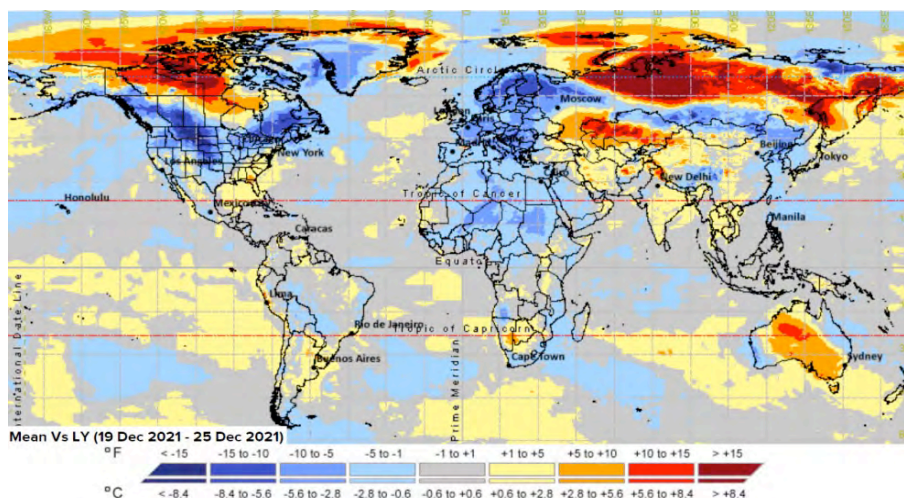 Arctic Circle
Moscow
Paris
Madrid
New York
Los Angeles
Beijing
Tokyo
New Delhi
Honolulu
Tropic of Cancer
Mexico
Manila
Caracas
Equato
Lima
Rio de Janeiro
Tropic of Capricorn
Buenos Aires
Cape Town
Sydney
International Date Line
Prime Meridian
Mean Vs LY (19 Dec 2021 - 25 Dec 2021)
°F < -15 -15 to -10 -10 to -5 -5 to -1 -1 to +1 +1 to +5 +5 to +10 +10 to +15 > +15
°C < -8.4 -8.4 to -5.6 -5.6 to -2.8 -2.8 to -0.6 -0.6 to +0.6 +0.6 to +2.8 +2.8 to +5.6 +5.6 to +8.4 > +8.4